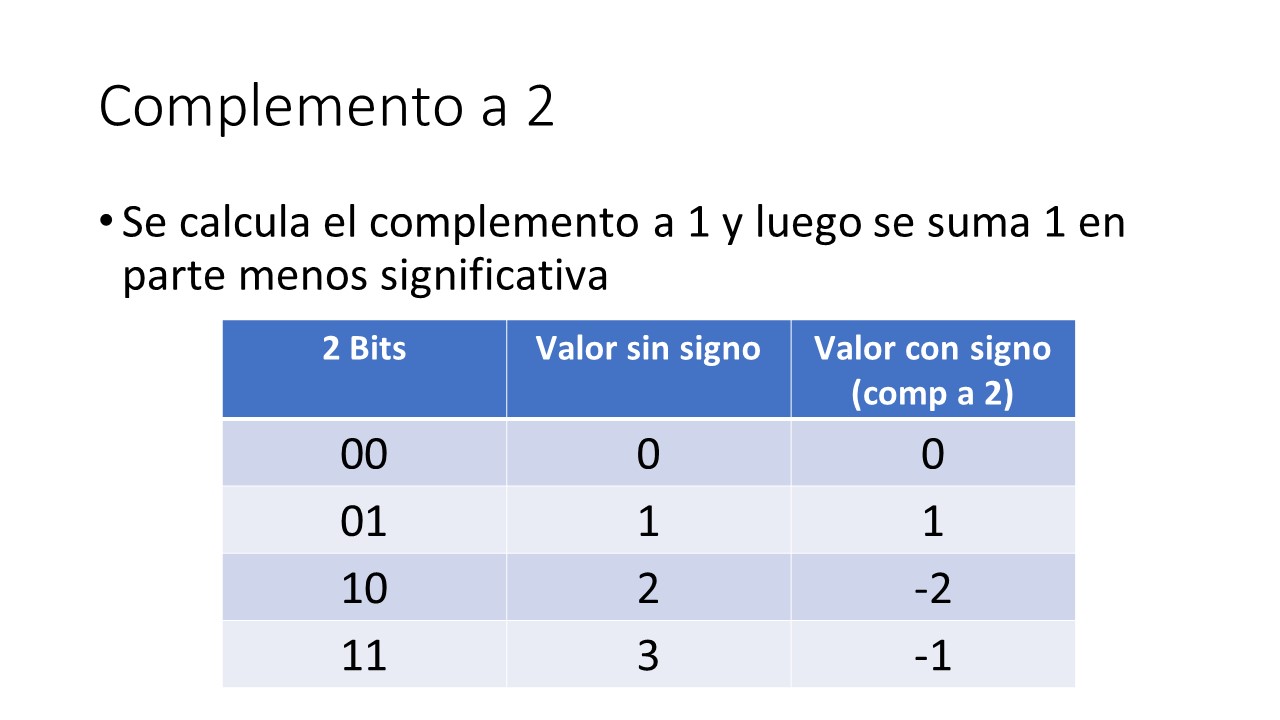 Complemento a 2
• Se calcula el complemento a 1 y luego se suma 1 en
parte menos significativa
2 Bits Valor sin signo Valor con signo
(comp a 2)
00 0 0
01 1 1
10 2 -2
11 3 -1